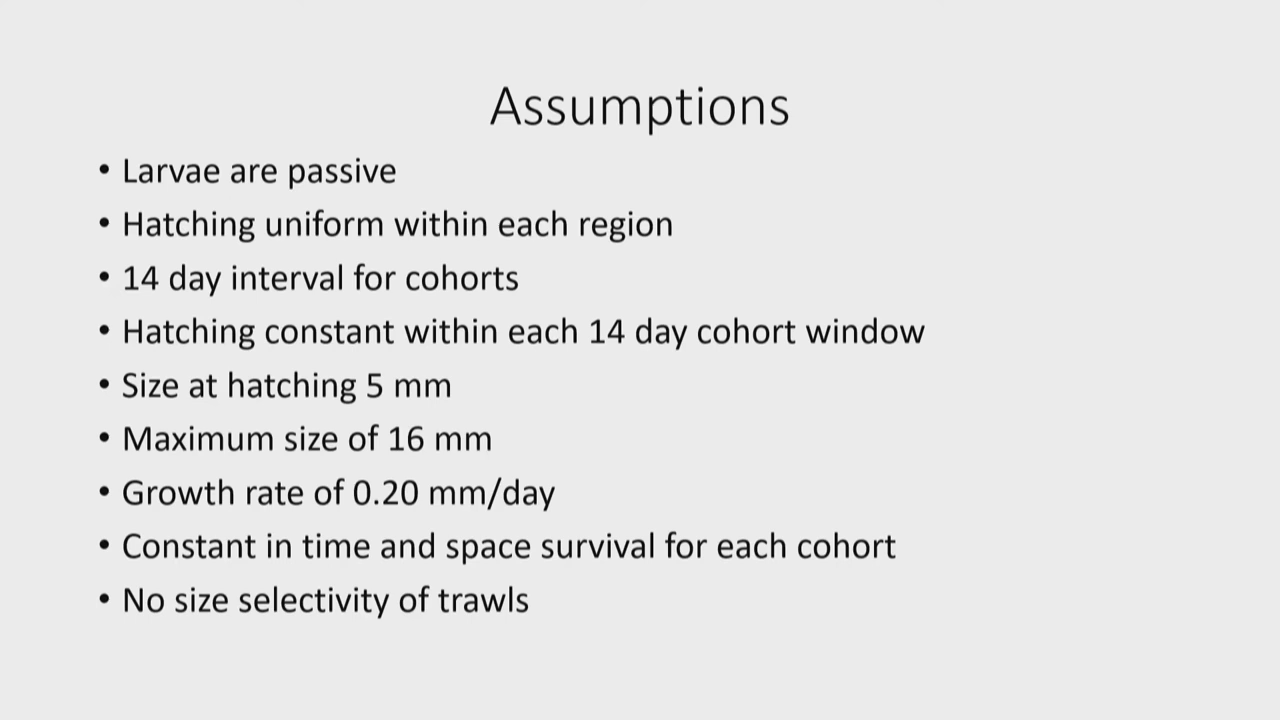 Assumptions
• Larvae are passive
• Hatching uniform within each region
• 14 day interval for cohorts
• Hatching constant within each 14 day cohort window
• Size at hatching 5 mm
• Maximum size of 16 mm
• Growth rate of 0.20 mm/day
• Constant in time and space survival for each cohort
• No size selectivity of trawls